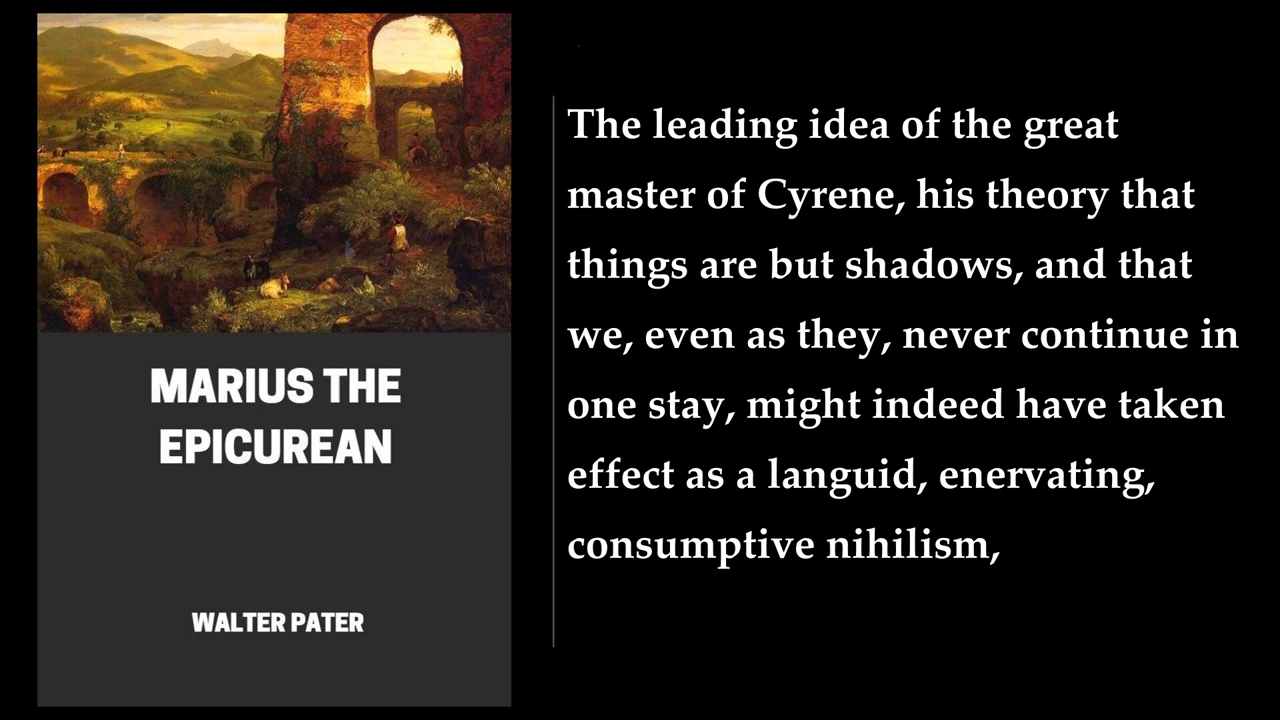 MARIUS THE
EPICUREAN
WALTER PATER
The leading idea of the great
master of Cyrene, his theory that
things are but shadows, and that
we, even as they, never continue in
one stay, might indeed have taken
effect as a languid, enervating,
consumptive nihilism,